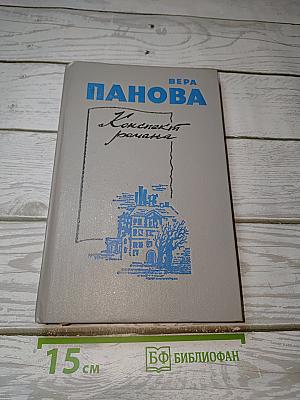 ВЕРА
ПАНОВА
Конспект
романа
15 см
БФ БИБЛИОФАН